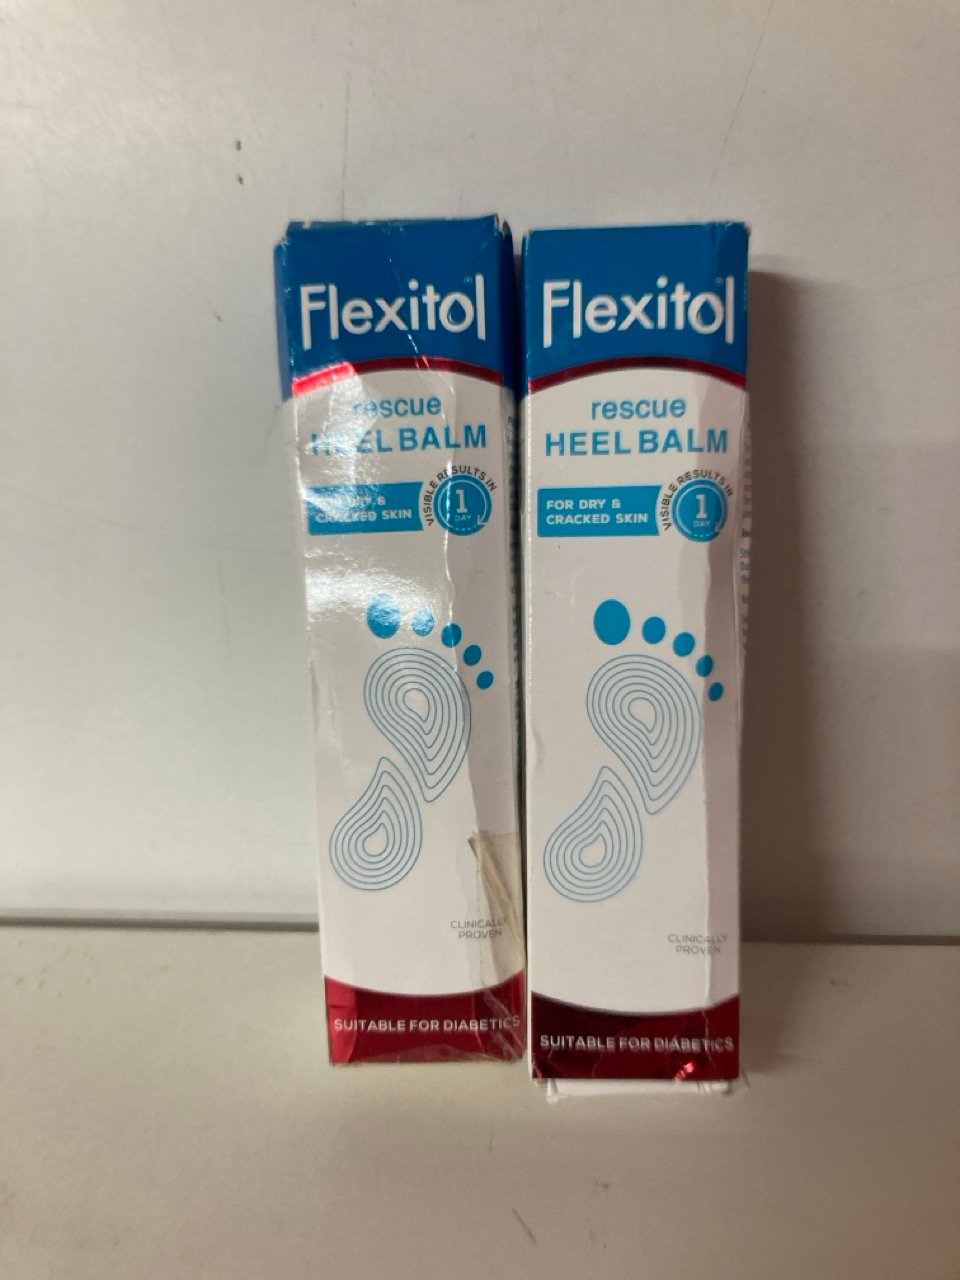 Flexitol®
rescue
HEEL BALM
FOR DRY &
CRACKED SKIN
VISIBLE RESULTS IN
1
DAY
CLINICALLY
PROVEN
SUITABLE FOR DIABETICS
Flexitol®
rescue
HEEL BALM
FOR DRY &
CRACKED SKIN
VISIBLE RESULTS IN
1
DAY
CLINICALLY
PROVEN
SUITABLE FOR DIABETICS